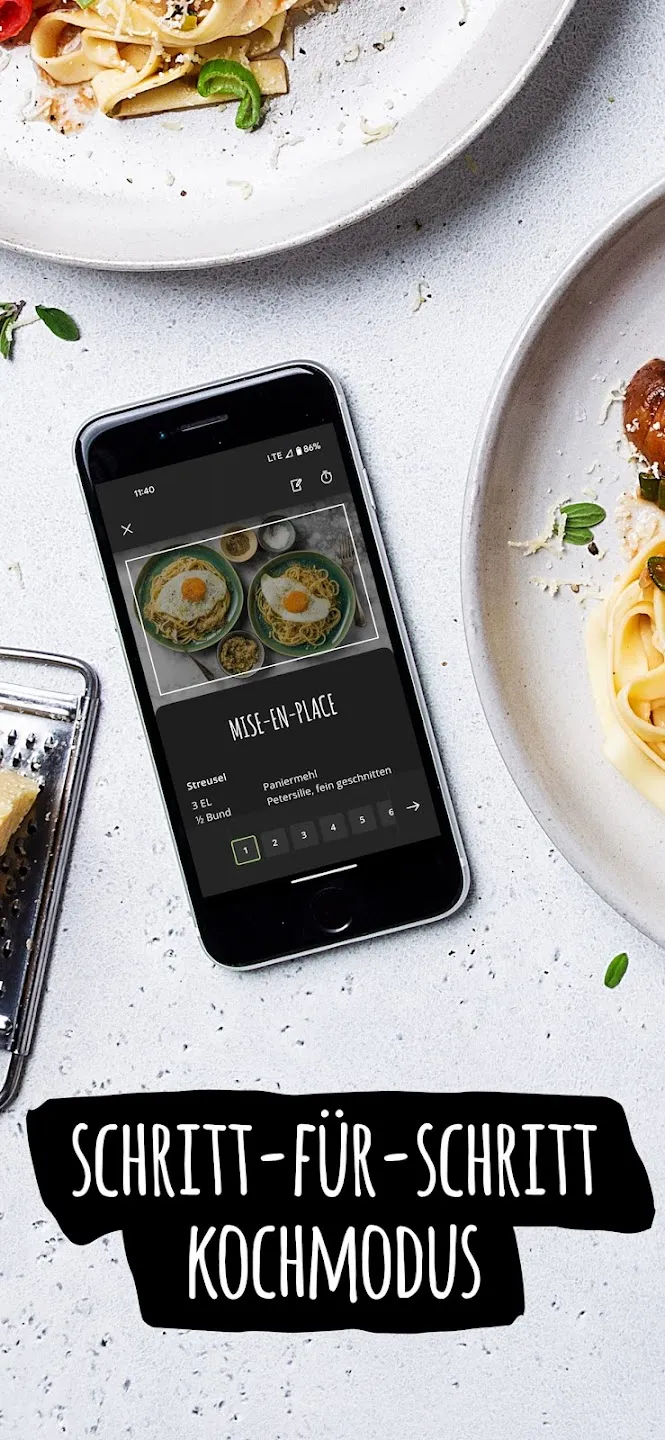 11:40
LTE 86%
MISE-EN-PLACE
Streusel
3 EL Paniermehl
½ Bund Petersilie, fein geschnitten
1 2 3 4 5 6
SCHRITT-FÜR-SCHRITT
KOCHMODUS